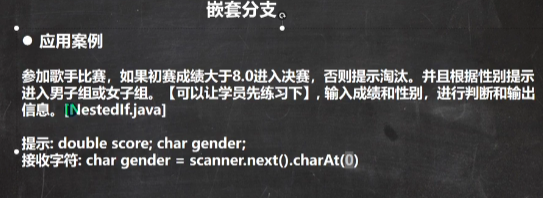 嵌套分支。
● 应用案例
参加歌手比赛，如果初赛成绩大于8.0进入决赛，否则提示淘汰。并且根据性别提示
进入男子组或女子组。【可以让学员先练习下】, 输入成绩和性别，进行判断和输出
信息。[NestedIf.java]
提示: double score; char gender;
接收字符: char gender = scanner.next().charAt(0)